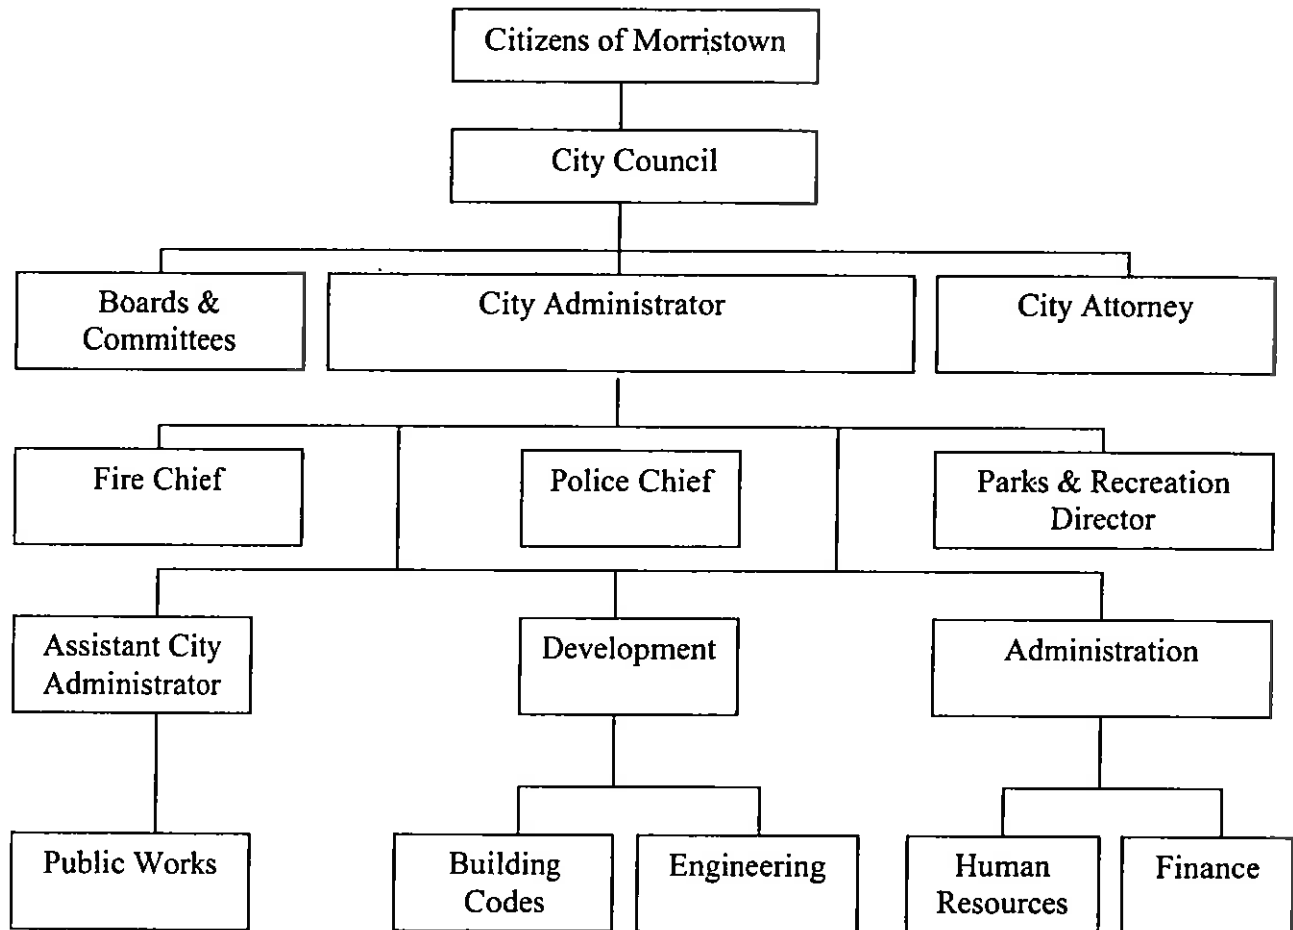 Citizens of Morristown
City Council
Boards &
Committees
City Administrator
City Attorney
Fire Chief
Police Chief
Parks & Recreation
Director
Assistant City
Administrator
Development
Administration
Public Works
Building
Codes
Engineering
Human
Resources
Finance